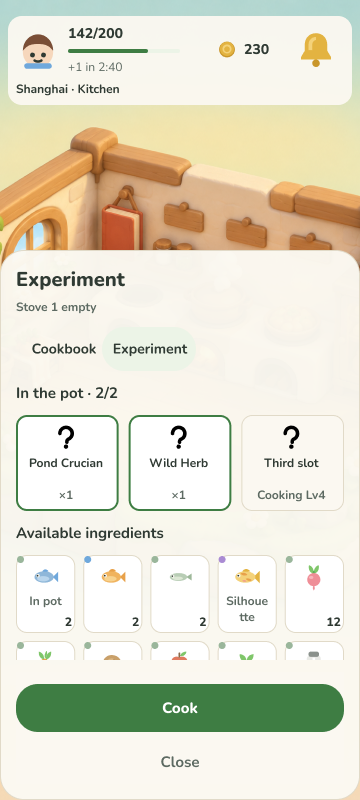 142/200
+1 in 2:40
230
Shanghai · Kitchen
Experiment
Stove 1 empty
Cookbook Experiment
In the pot · 2/2
? ? ?
Pond Crucian Wild Herb Third slot
×1 ×1 Cooking Lv4
Available ingredients
In pot Silhoue
tte
2 2 2 2 12
Cook
Close